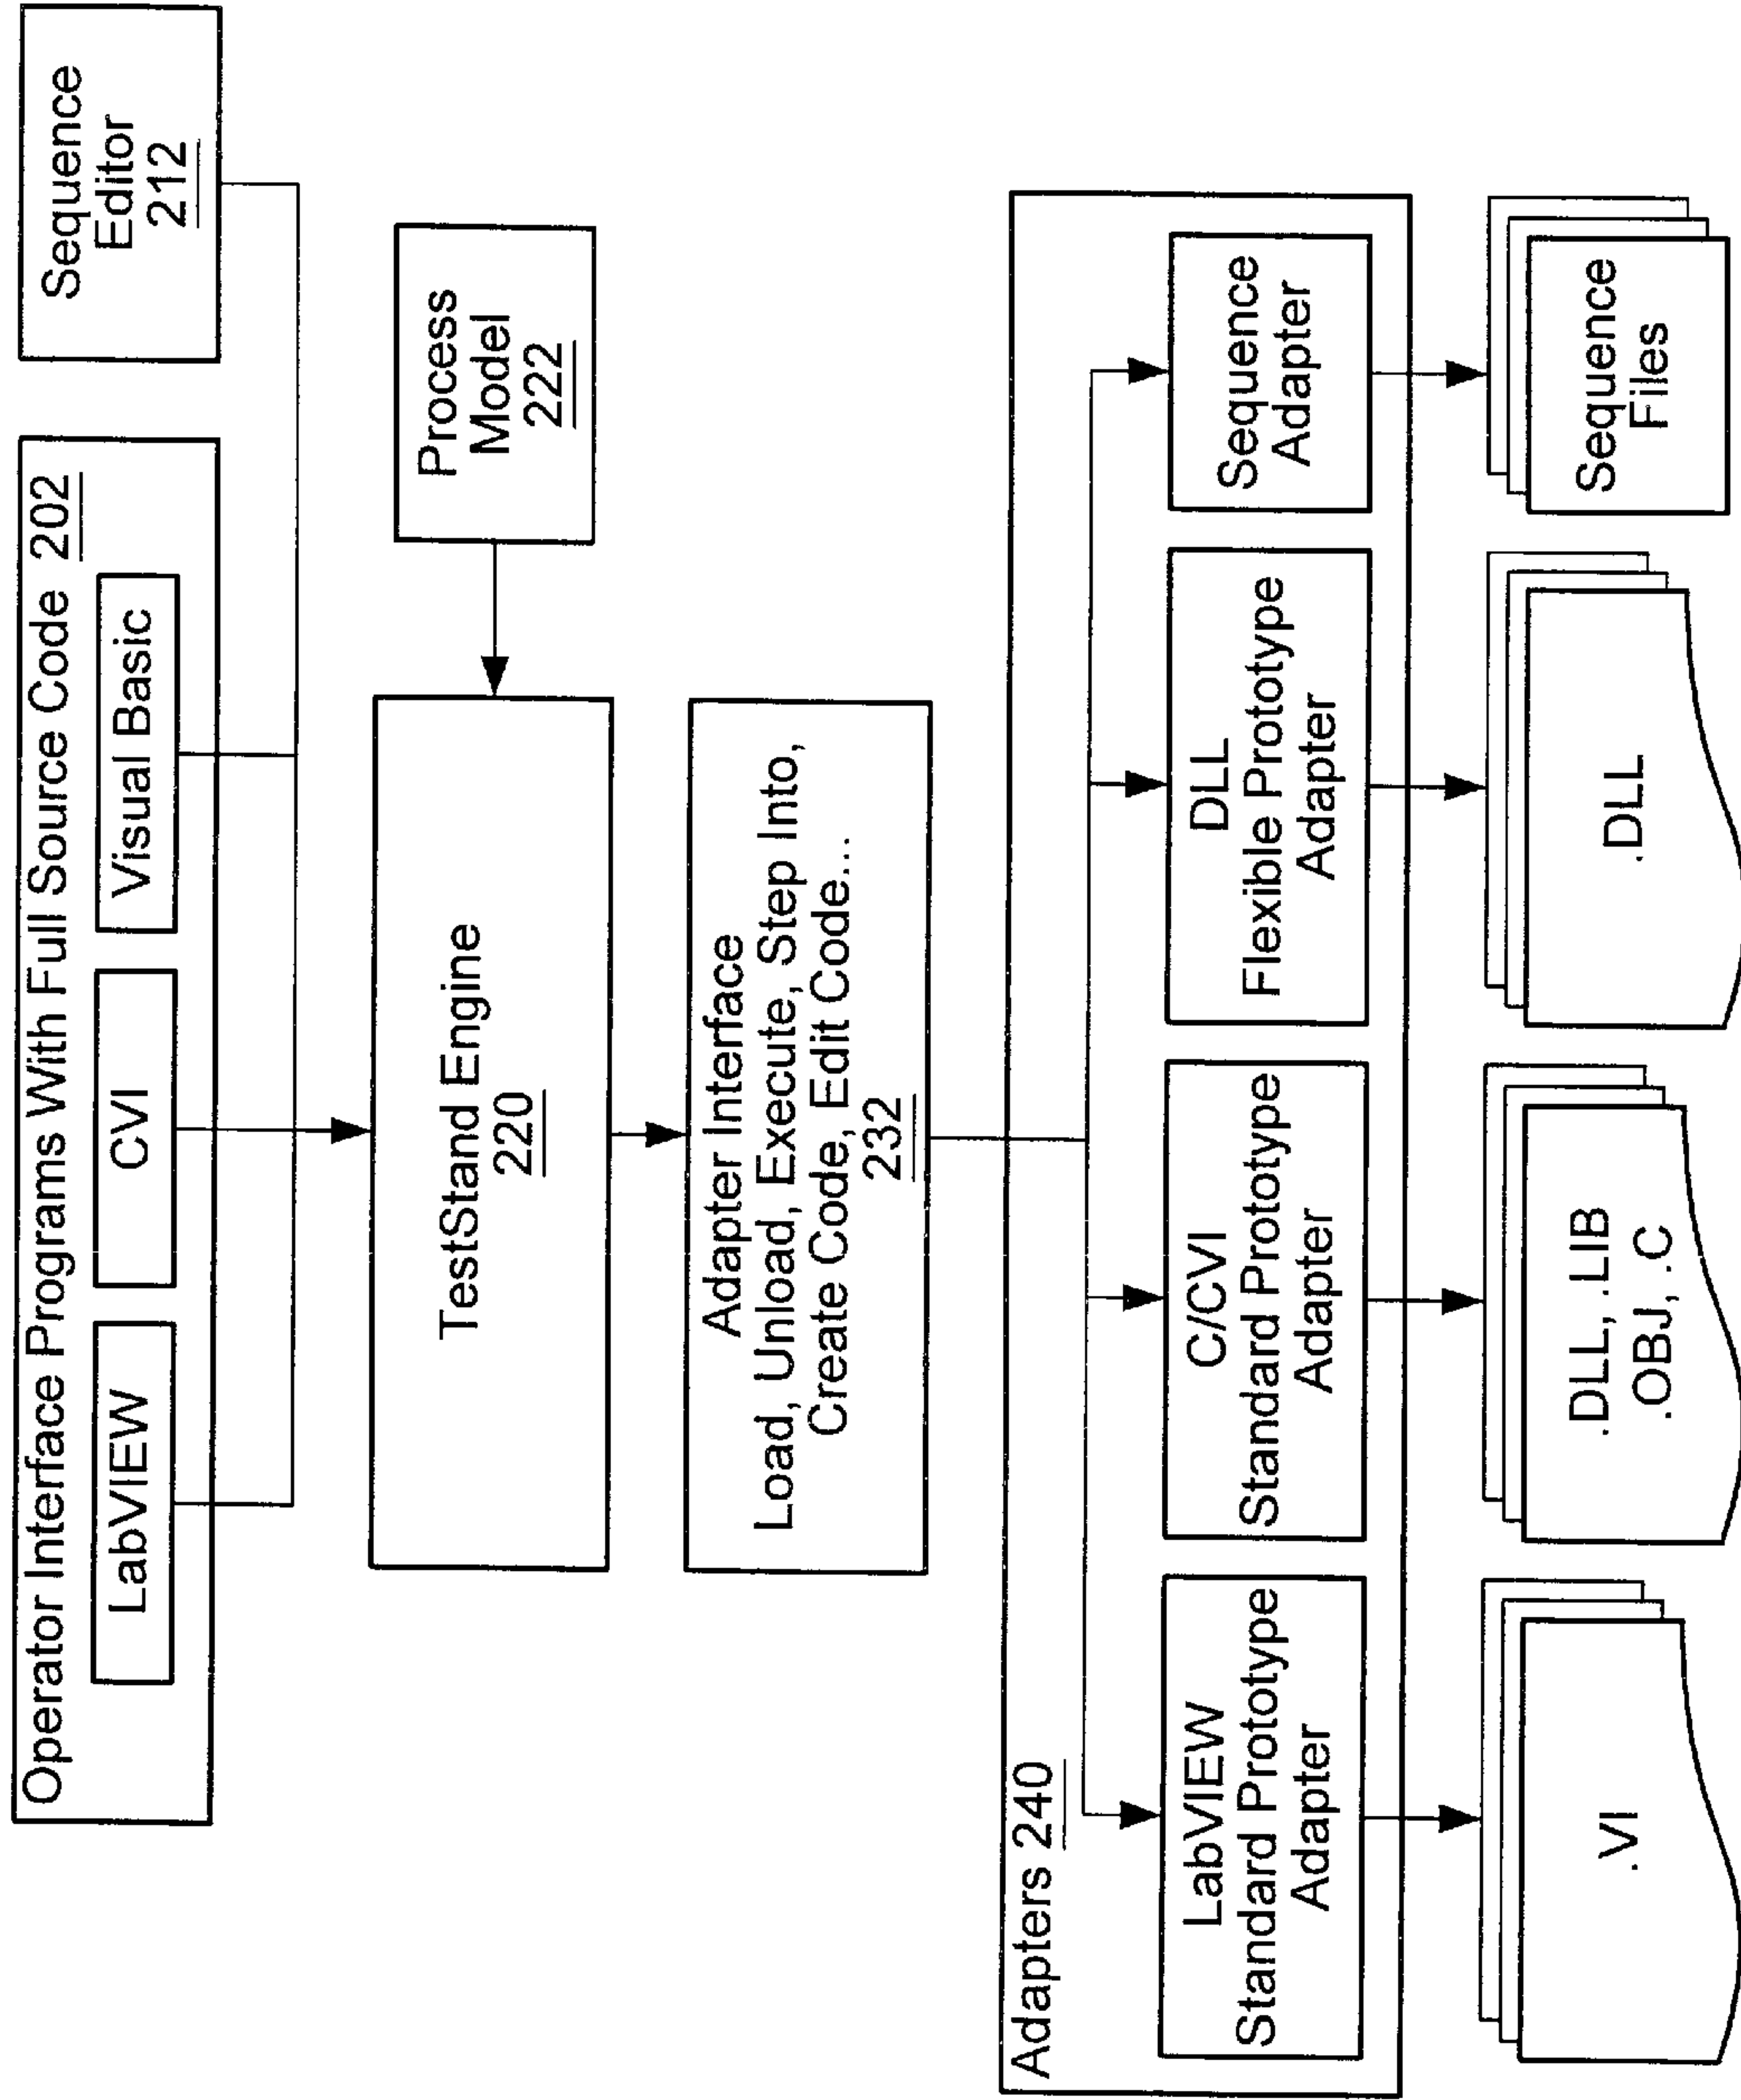 Operator Interface Programs With Full Source Code 202
LabVIEW
CVI
Visual Basic
Sequence
Editor
212
TestStand Engine
220
Process
Model
222
Adapter Interface
Load, Unload, Execute, Step Into,
Create Code, Edit Code...
232
Adapters 240
LabVIEW
Standard Prototype
Adapter
C/CVI
Standard Prototype
Adapter
DLL
Flexible Prototype
Adapter
Sequence
Adapter
.VI
.DLL, .LIB
.OBJ, .C
.DLL
Sequence
Files